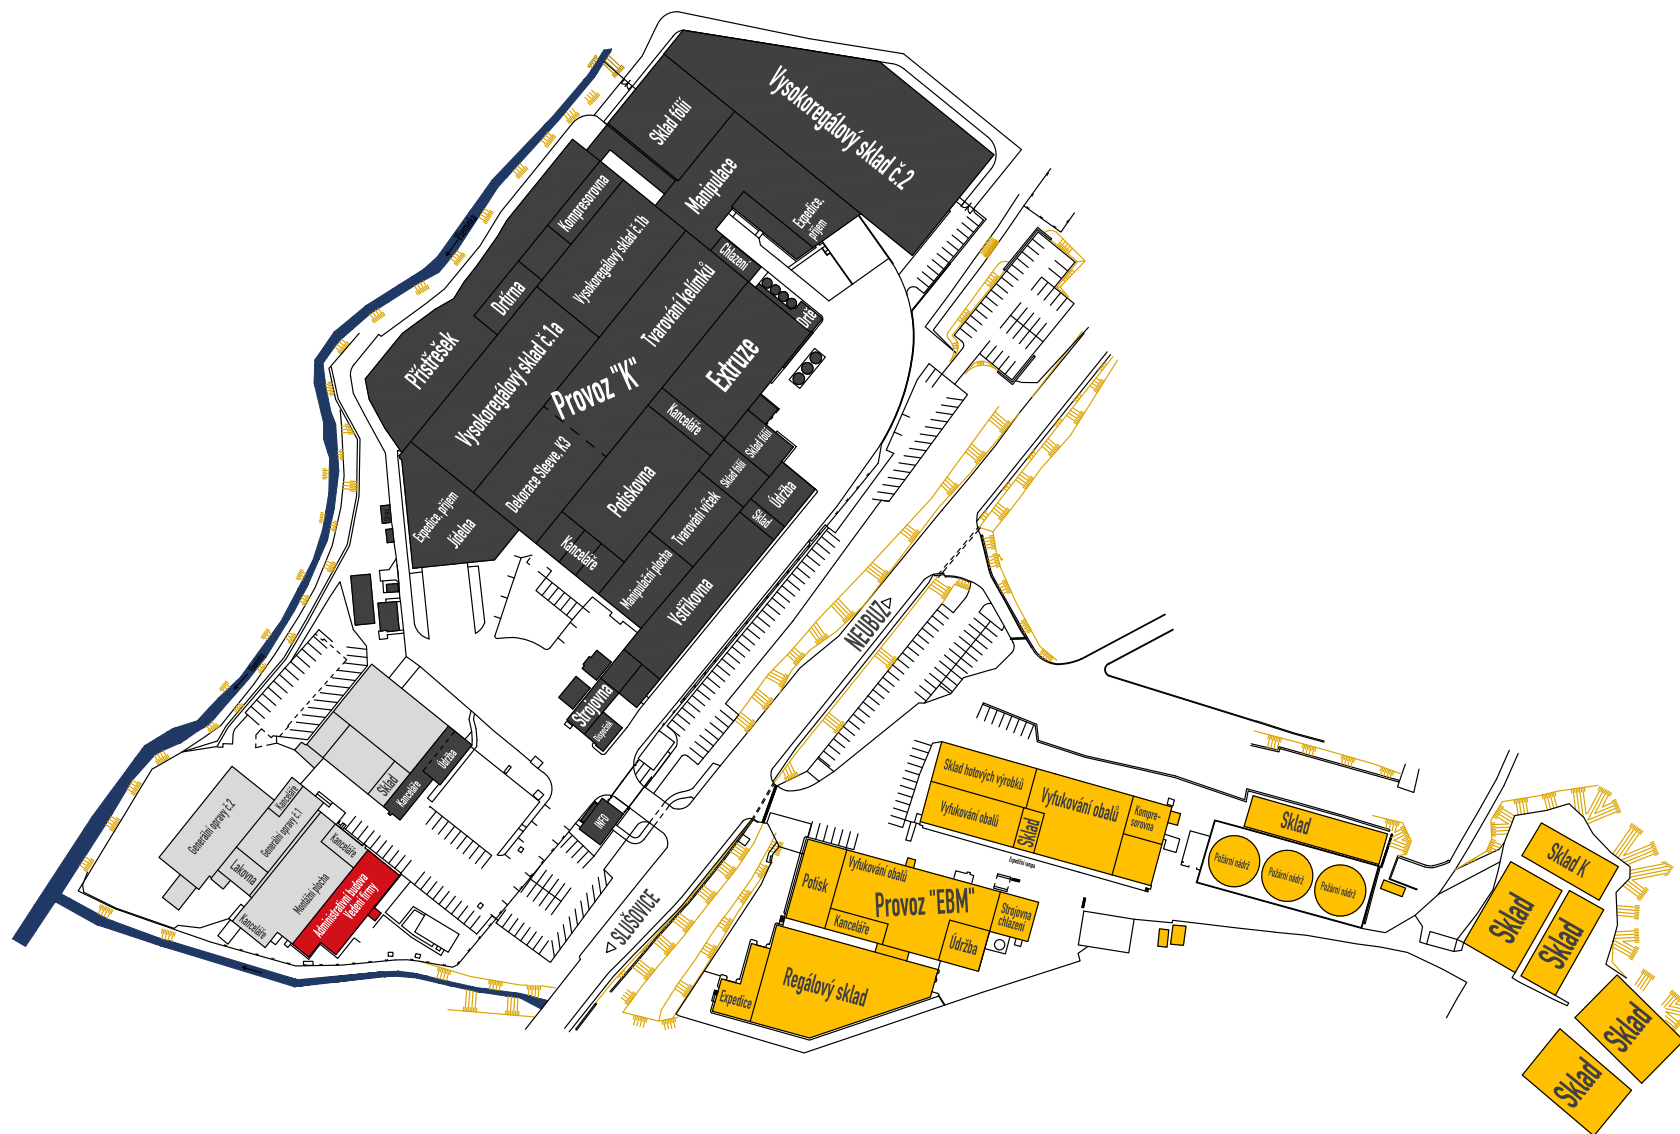 Vysokoregálový sklad č.2
Sklad fólií
Manipulace
Expedice,
příjem
Kompresorovna
Vysokoregálový sklad č.1b
Chlazení
Drtírna
Tvarování kelímků
Drtě
Přístřešek
Vysokoregálový sklad č.1a
Provoz "K"
Extruze
Kanceláře
Dekorace Sleeve, K3
Potiskovna
Sklad fólií
Sklad fólií
Údržba
Sklad
Tvarování víček
Expedice, příjem
Jídelna
Kanceláře
Manipulační plocha
Vstřikovna
Strojovna
Dispečink
NEUBUZ
Údržba
Kanceláře
Sklad
Generální opravy č.2
Kanceláře
Generální opravy č.1
Lakovna
Kanceláře
Montážní plocha
Kanceláře
Administrativní budova
Vedení firmy
INFO
SLUŠOVICE
Sklad hotových výrobků
Vyfukování obalů
Vyfukování obalů
Sklad
Kompre-
sorovna
Expediční rampa
Vyfukování obalů
Potisk
Provoz "EBM"
Kanceláře
Strojovna
chlazení
Údržba
Regálový sklad
Expedice
Sklad
Požární nádrž
Požární nádrž
Požární nádrž
Sklad K
Sklad
Sklad
Sklad
Sklad